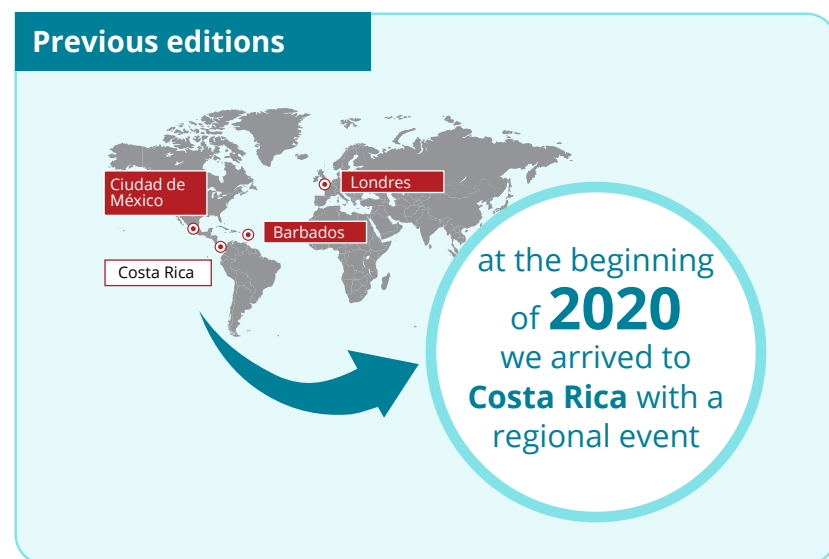 Previous editions
Ciudad de
México
Londres
Barbados
Costa Rica
at the beginning
of 2020
we arrived to
Costa Rica with a
regional event